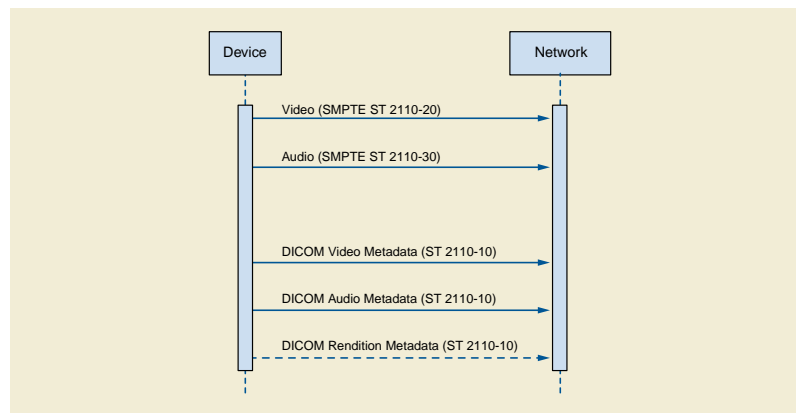 Device
Network
Video (SMPTE ST 2110-20)
Audio (SMPTE ST 2110-30)
DICOM Video Metadata (ST 2110-10)
DICOM Audio Metadata (ST 2110-10)
DICOM Rendition Metadata (ST 2110-10)